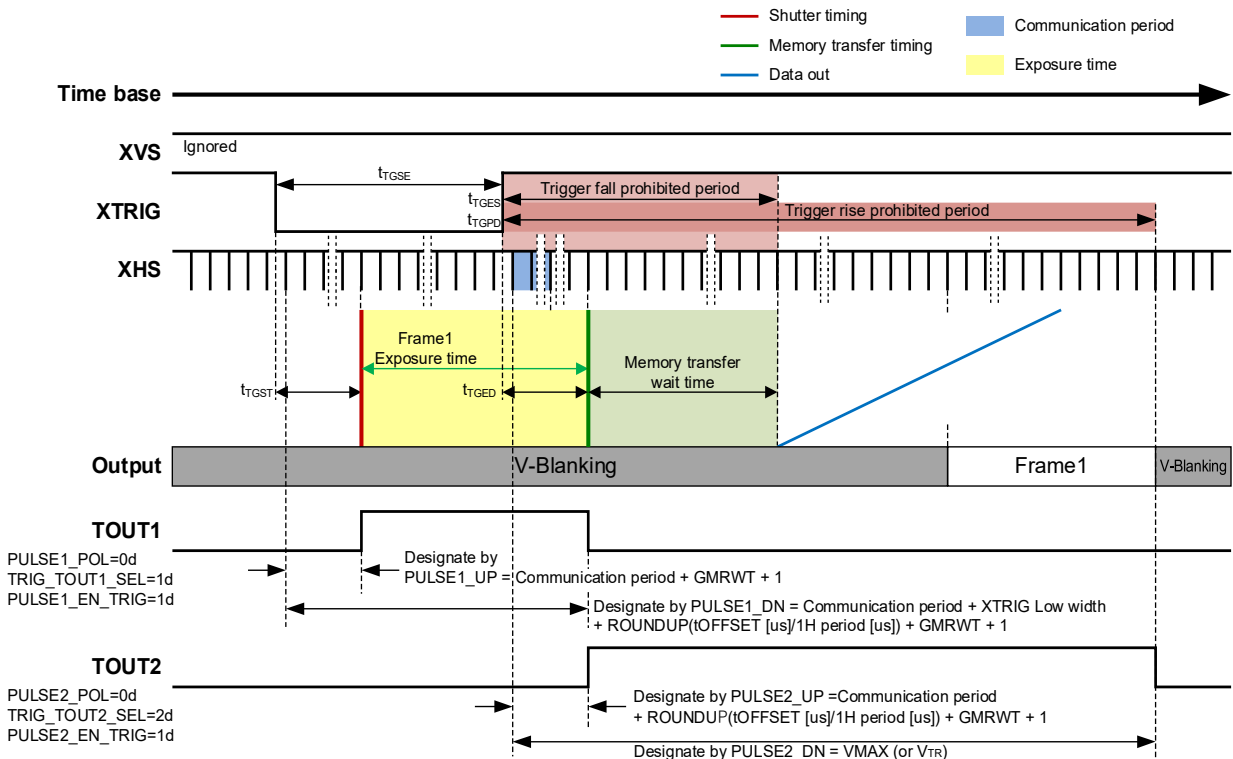 Shutter timing
Memory transfer timing
Data out
Communication period
Exposure time
Time base
XVS
Ignored
tTGSE
XTRIG
Trigger fall prohibited period
tTGES
Trigger rise prohibited period
tTGPD
XHS
Frame1
Exposure time
Memory transfer
wait time
tTGST
tTGED
Output
V-Blanking
Frame1
V-Blanking
TOUT1
PULSE1_POL=0d
TRIG_TOUT1_SEL=1d
PULSE1_EN_TRIG=1d
Designate by
PULSE1_UP = Communication period + GMRWT + 1
Designate by PULSE1_DN = Communication period + XTRIG Low width
+ ROUNDUP(tOFFSET [us]/1H period [us]) + GMRWT + 1
TOUT2
PULSE2_POL=0d
TRIG_TOUT2_SEL=2d
PULSE2_EN_TRIG=1d
Designate by PULSE2_UP =Communication period
+ ROUNDUP(tOFFSET [us]/1H period [us]) + GMRWT + 1
Designate by PULSE2_DN = VMAX (or VTR)